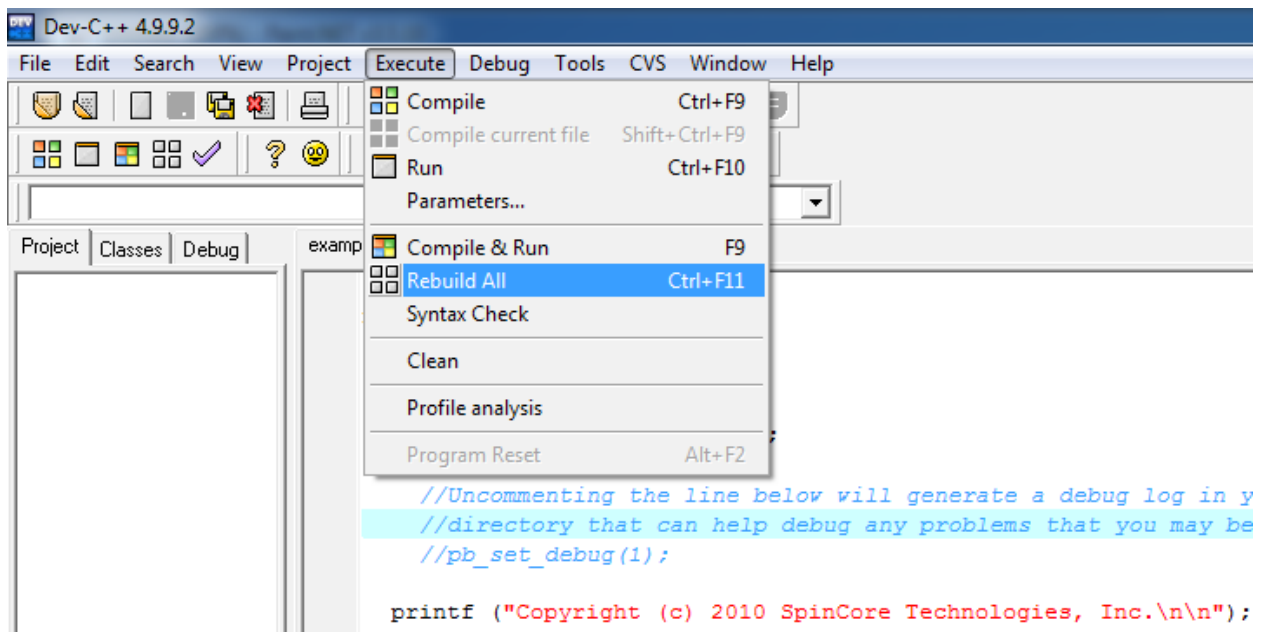 Dev-C++ 4.9.9.2
File Edit Search View Project Execute Debug Tools CVS Window Help
Compile Ctrl+F9
Compile current file Shift+Ctrl+F9
Run Ctrl+F10
Parameters...
Project Classes Debug examp
Compile & Run F9
Rebuild All Ctrl+F11
Syntax Check
Clean
Profile analysis
;
Program Reset Alt+F2
//Uncommenting the line below will generate a debug log in y
//directory that can help debug any problems that you may be
//pb_set_debug(1);
printf ("Copyright (c) 2010 SpinCore Technologies, Inc.\n\n");